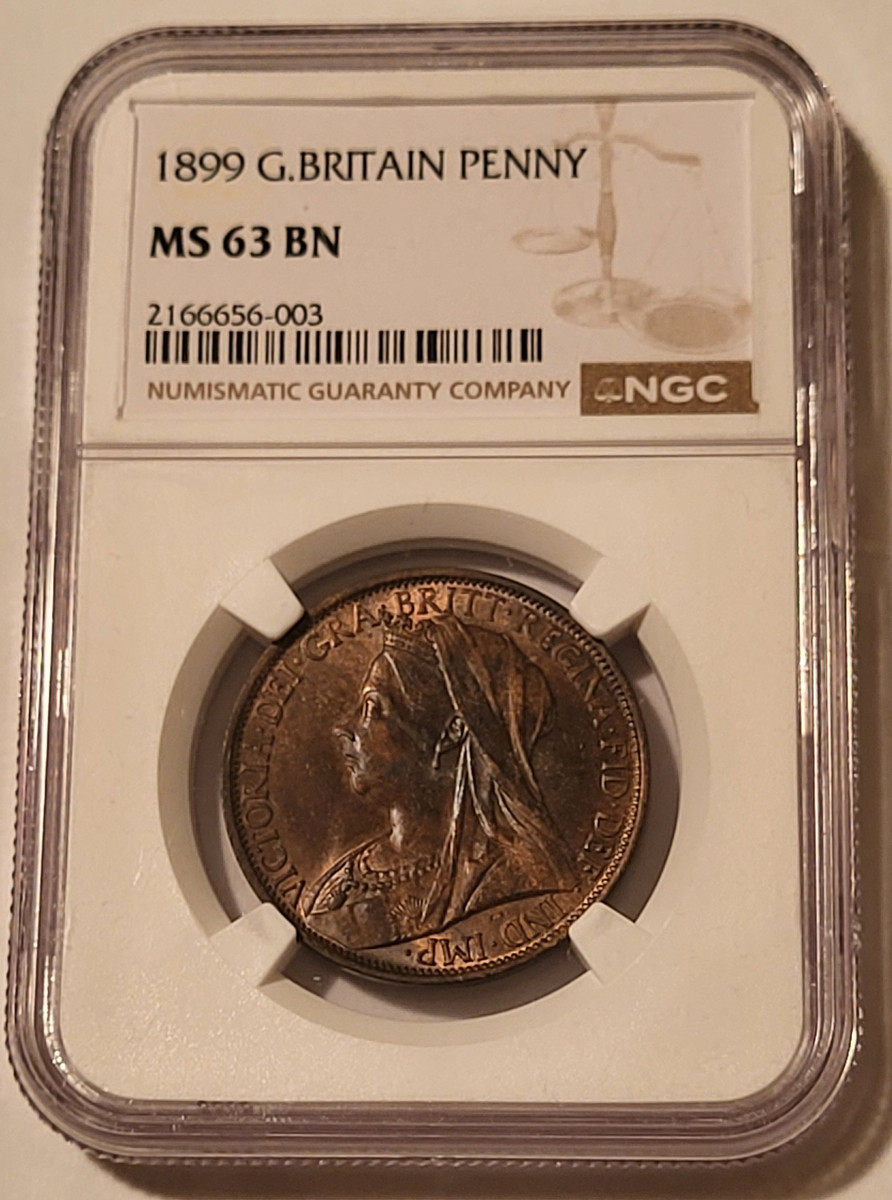 1899 G.BRITAIN PENNY
MS 63 BN
2166656-003
NUMISMATIC GUARANTY COMPANY
NGC
VICTORIA·DEI·GRA·BRITT·REGINA·FID·DEF·IND·IMP·